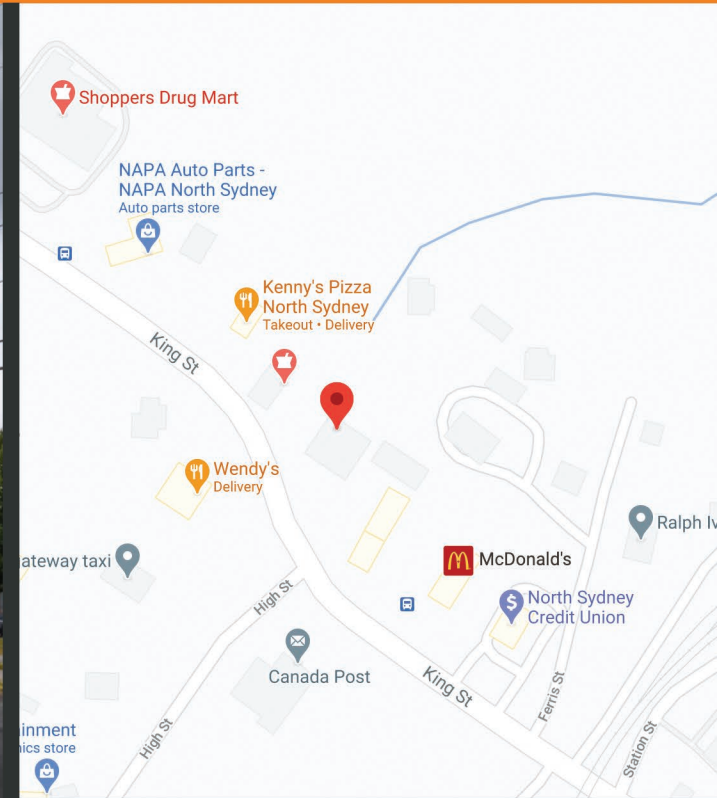 Shoppers Drug Mart
NAPA Auto Parts -
NAPA North Sydney
Auto parts store
Kenny's Pizza
North Sydney
Takeout • Delivery
King St
Wendy's
Delivery
ateway taxi
McDonald's
Ralph Iv
North Sydney
Credit Union
High St
Canada Post
King St
Ferris St
Station St
High St
ainment
nics store